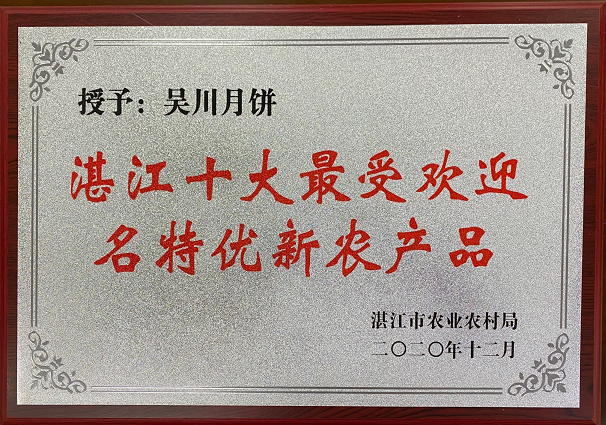 授予：吴川月饼
湛江十大最受欢迎
名特优新农产品
湛江市农业农村局
二〇二〇年十二月